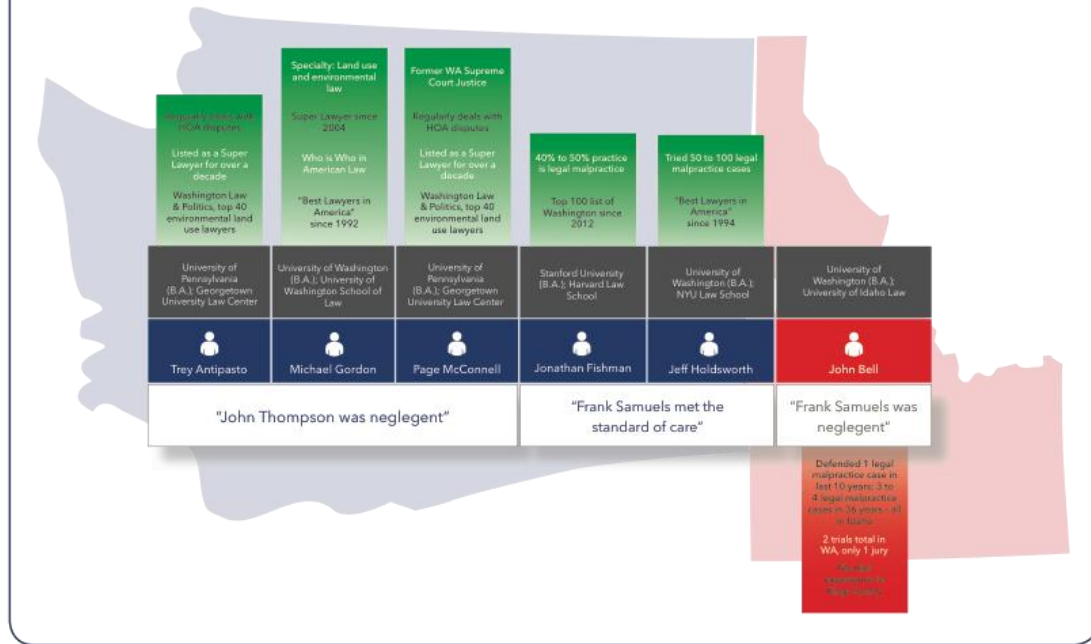 Regularly deals with
HOA disputes
Listed as a Super
Lawyer for over a
decade
Washington Law
& Politics, top 40
environmental land
use lawyers
Specialty: Land use
and environmental
law
Super Lawyer since
2004
Who is Who in
American Law
"Best Lawyers in
America"
since 1992
Former WA Supreme
Court Justice
Regularly deals with
HOA disputes
Listed as a Super
Lawyer for over a
decade
Washington Law
& Politics, top 40
environmental land
use lawyers
40% to 50% practice
is legal malpractice
Top 100 list of
Washington since
2012
Tried 50 to 100 legal
malpractice cases
"Best Lawyers in
America"
since 1994
University of
Pennsylvania
(B.A.); Georgetown
University Law Center
University of Washington
(B.A.); University of
Washington School of
Law
University of
Pennsylvania
(B.A.); Georgetown
University Law Center
Stanford University
(B.A.); Harvard Law
School
University of
Washington (B.A.);
NYU Law School
University of
Washington (B.A.);
University of Idaho Law
Trey Antipasto
Michael Gordon
Page McConnell
Jonathan Fishman
Jeff Holdsworth
John Bell
"John Thompson was neglegent"
"Frank Samuels met the
standard of care"
"Frank Samuels was
neglegent"
Defended 1 legal
malpractice case in
last 10 years; 3 to
4 legal malpractice
cases in 36 years - all
in Idaho
2 trials total in
WA, only 1 jury